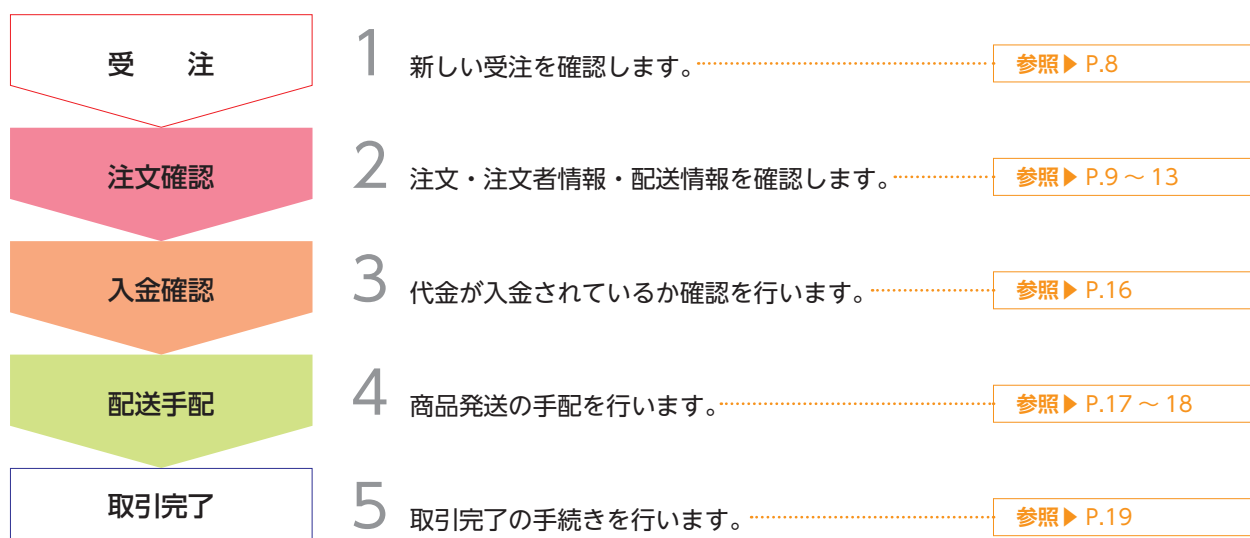 受　注
1 新しい受注を確認します。 参照▶ P.8
注文確認
2 注文・注文者情報・配送情報を確認します。 参照▶ P.9～13
入金確認
3 代金が入金されているか確認を行います。 参照▶ P.16
配送手配
4 商品発送の手配を行います。 参照▶ P.17～18
取引完了
5 取引完了の手続きを行います。 参照▶ P.19